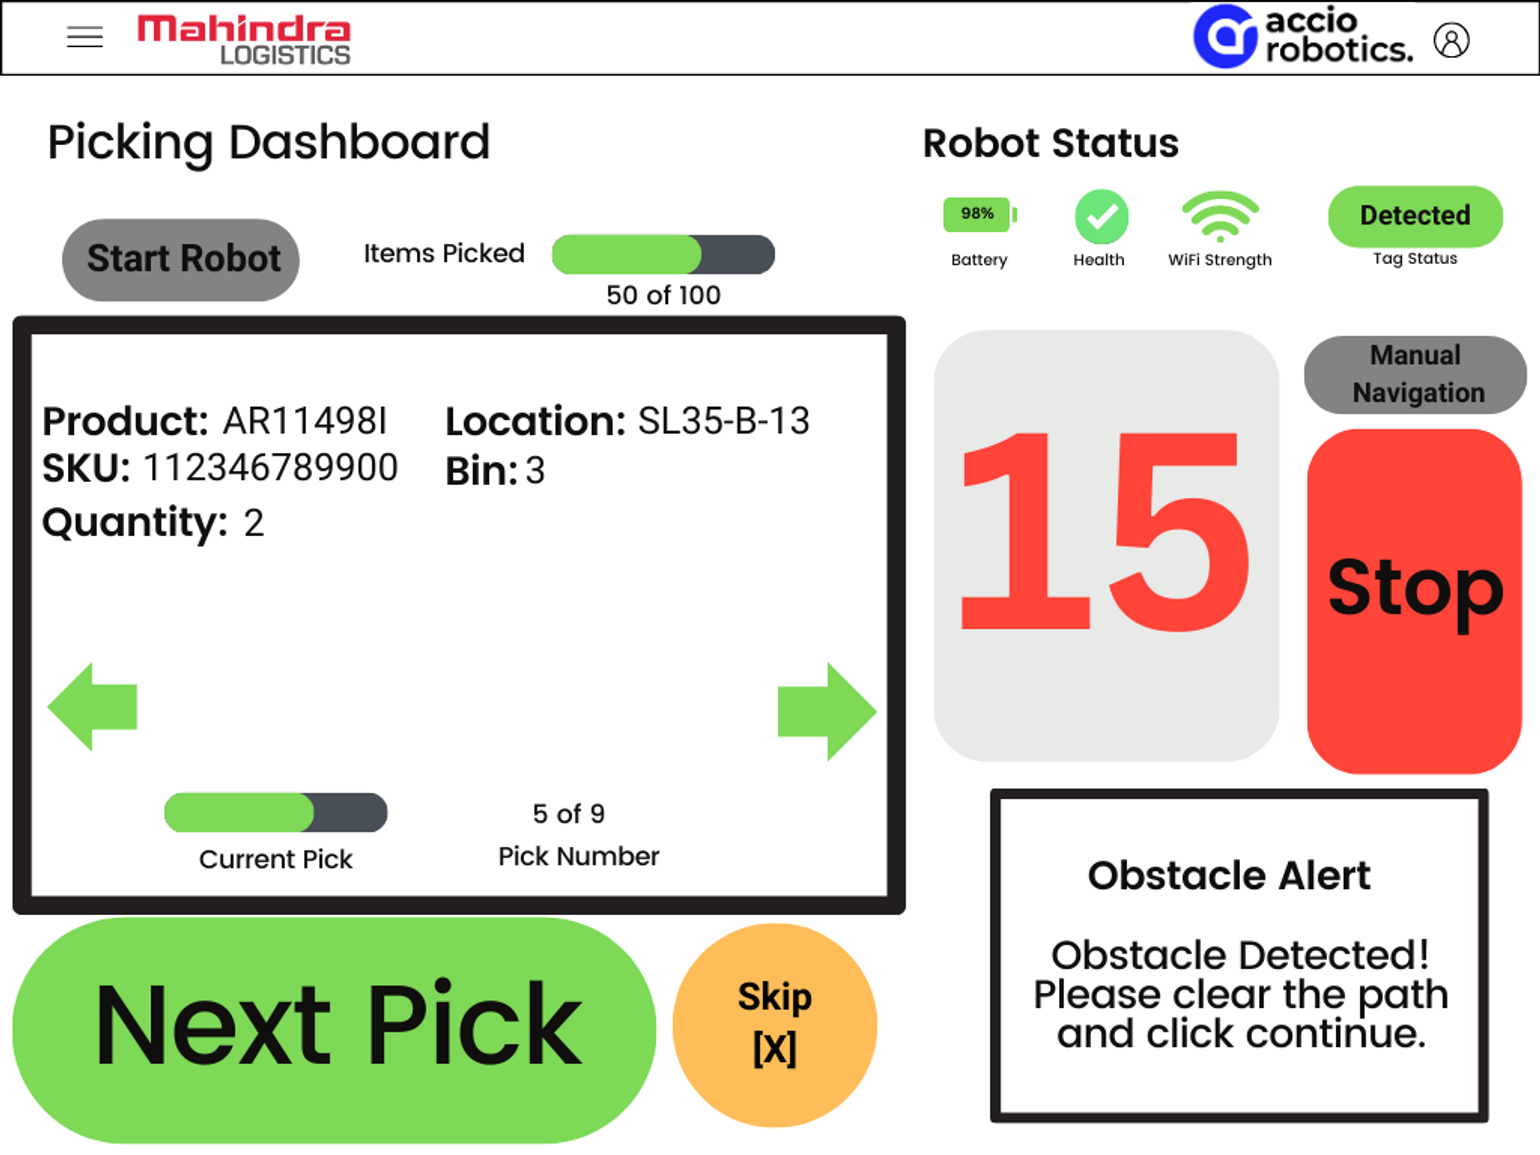 Mahindra
LOGISTICS
accio
robotics.
Picking Dashboard
Start Robot
Items Picked
50 of 100
Product: AR11498I
Location: SL35-B-13
SKU: 112346789900
Bin: 3
Quantity: 2
Current Pick
5 of 9
Pick Number
Next Pick
Skip
[X]
Robot Status
98%
Battery
Health
WiFi Strength
Detected
Tag Status
15
Manual
Navigation
Stop
Obstacle Alert
Obstacle Detected!
Please clear the path
and click continue.